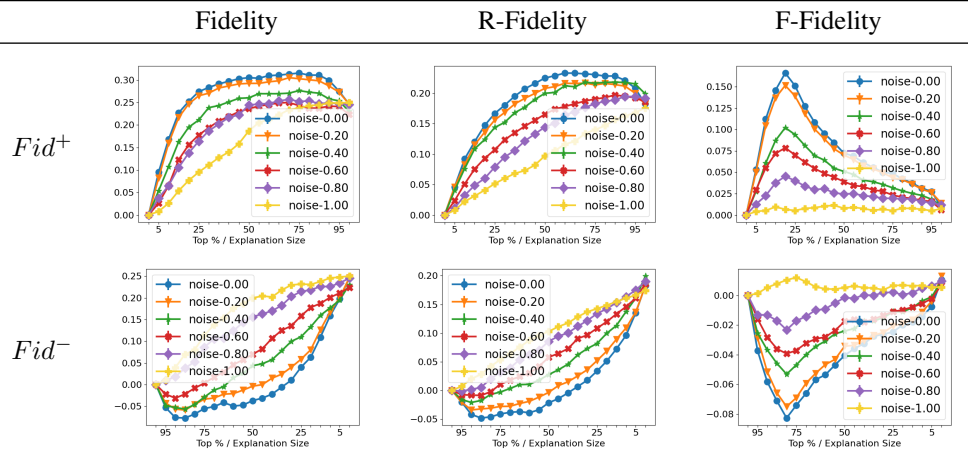 Fidelity R-Fidelity F-Fidelity
Fid+
0.30
0.25
0.20
0.15
0.10
0.05
0.00
noise-0.00
noise-0.20
noise-0.40
noise-0.60
noise-0.80
noise-1.00
5 25 50 75 95
Top % / Explanation Size
0.20
0.15
0.10
0.05
0.00
noise-0.00
noise-0.20
noise-0.40
noise-0.60
noise-0.80
noise-1.00
5 25 50 75 95
Top % / Explanation Size
0.150
0.125
0.100
0.075
0.050
0.025
0.000
noise-0.00
noise-0.20
noise-0.40
noise-0.60
noise-0.80
noise-1.00
5 25 50 75 95
Top % / Explanation Size
Fid−
0.25
0.20
0.15
0.10
0.05
0.00
−0.05
noise-0.00
noise-0.20
noise-0.40
noise-0.60
noise-0.80
noise-1.00
95 75 50 25 5
Top % / Explanation Size
0.20
0.15
0.10
0.05
0.00
−0.05
noise-0.00
noise-0.20
noise-0.40
noise-0.60
noise-0.80
noise-1.00
95 75 50 25 5
Top % / Explanation Size
0.00
−0.02
−0.04
−0.06
−0.08
noise-0.00
noise-0.20
noise-0.40
noise-0.60
noise-0.80
noise-1.00
95 75 50 25 5
Top % / Explanation Size